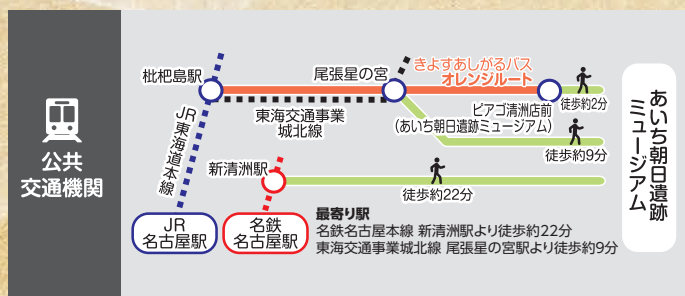 公共
交通機関
枇杷島駅
JR東海道本線
JR
名古屋駅
東海交通事業
城北線
尾張星の宮
きよすあしがるバス
オレンジルート
ピアゴ清洲店前
(あいち朝日遺跡ミュージアム)
徒歩約2分
徒歩約9分
新清洲駅
徒歩約22分
名鉄
名古屋駅
最寄り駅
名鉄名古屋本線 新清洲駅より徒歩約22分
東海交通事業城北線 尾張星の宮駅より徒歩約9分
あいち朝日遺跡
ミュージアム